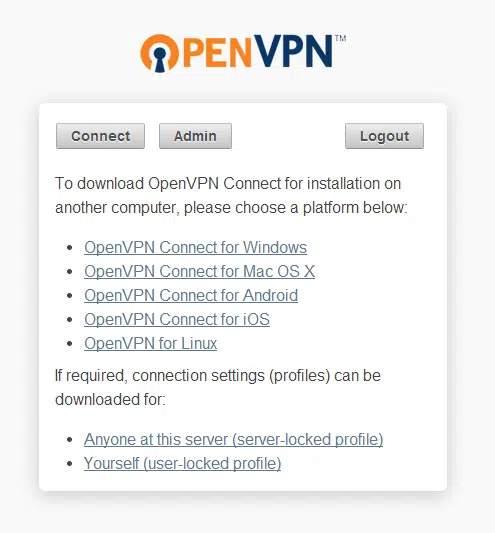 OPENVPN™
Connect Admin Logout
To download OpenVPN Connect for installation on
another computer, please choose a platform below:
• OpenVPN Connect for Windows
• OpenVPN Connect for Mac OS X
• OpenVPN Connect for Android
• OpenVPN Connect for iOS
• OpenVPN for Linux
If required, connection settings (profiles) can be
downloaded for:
• Anyone at this server (server-locked profile)
• Yourself (user-locked profile)